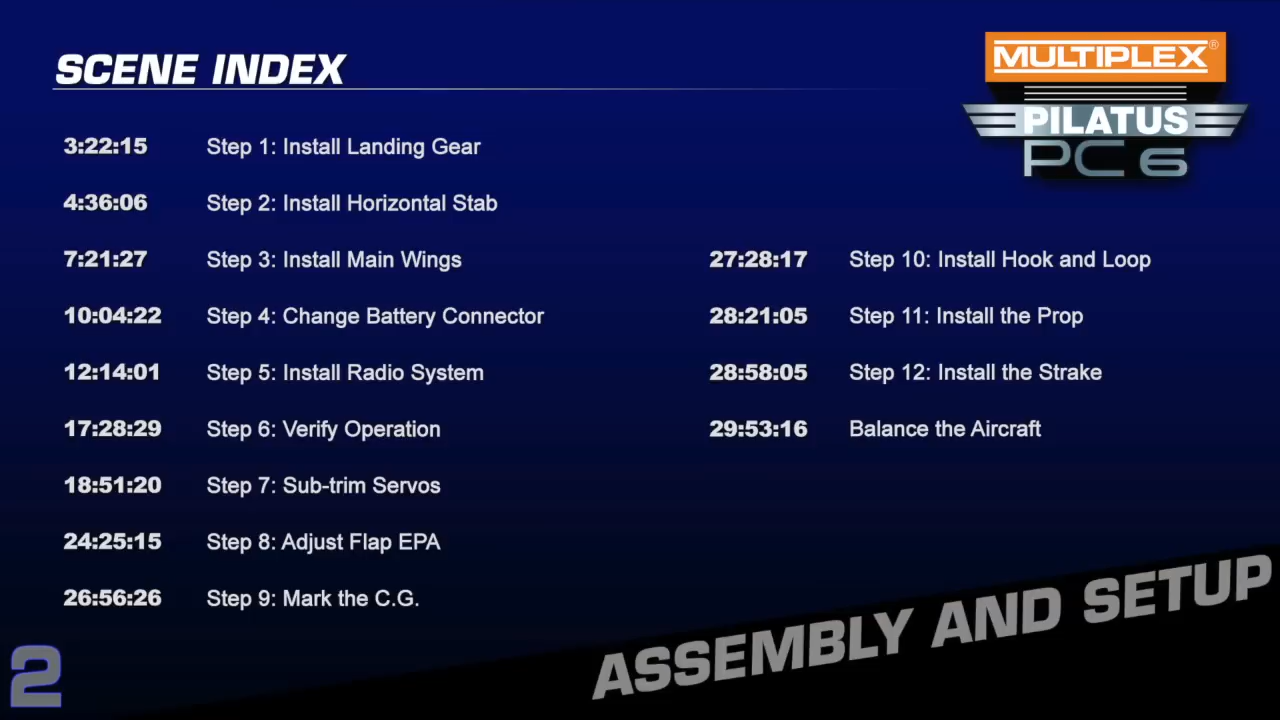 SCENE INDEX
MULTIPLEX®
PILATUS
PC 6
3:22:15 Step 1: Install Landing Gear
4:36:06 Step 2: Install Horizontal Stab
7:21:27 Step 3: Install Main Wings
10:04:22 Step 4: Change Battery Connector
12:14:01 Step 5: Install Radio System
17:28:29 Step 6: Verify Operation
18:51:20 Step 7: Sub-trim Servos
24:25:15 Step 8: Adjust Flap EPA
26:56:26 Step 9: Mark the C.G.
27:28:17 Step 10: Install Hook and Loop
28:21:05 Step 11: Install the Prop
28:58:05 Step 12: Install the Strake
29:53:16 Balance the Aircraft
2
ASSEMBLY AND SETUP